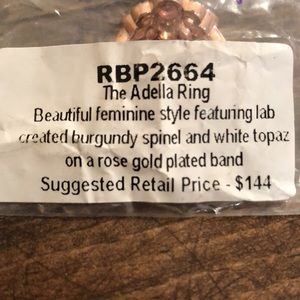 RBP2664
The Adella Ring
Beautiful feminine style featuring lab
created burgundy spinel and white topaz
on a rose gold plated band
Suggested Retail Price - $144